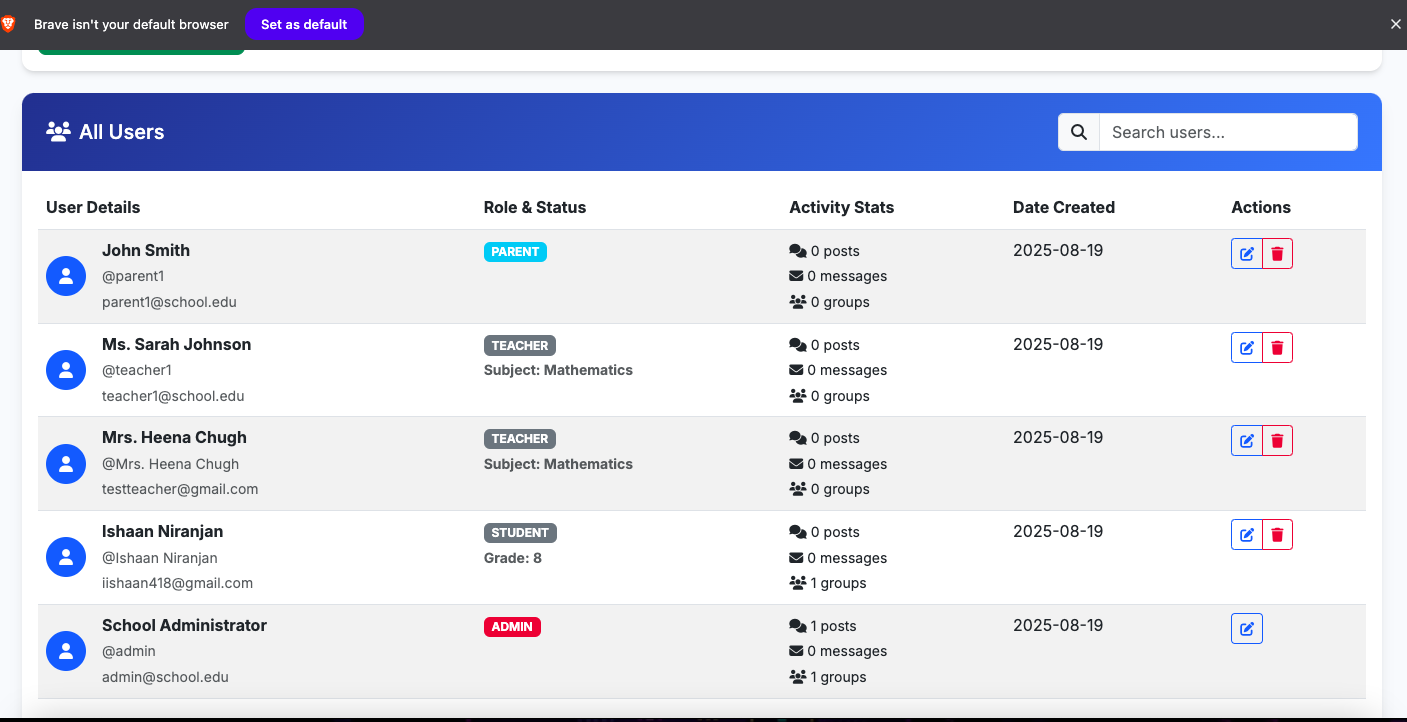 Brave isn't your default browser Set as default
All Users Search users...
User Details Role & Status Activity Stats Date Created Actions
John Smith PARENT 0 posts 2025-08-19
@parent1 0 messages
parent1@school.edu 0 groups
Ms. Sarah Johnson TEACHER 0 posts 2025-08-19
@teacher1 Subject: Mathematics 0 messages
teacher1@school.edu 0 groups
Mrs. Heena Chugh TEACHER 0 posts 2025-08-19
@Mrs. Heena Chugh Subject: Mathematics 0 messages
testteacher@gmail.com 0 groups
Ishaan Niranjan STUDENT 0 posts 2025-08-19
@Ishaan Niranjan Grade: 8 0 messages
iishaan418@gmail.com 1 groups
School Administrator ADMIN 1 posts 2025-08-19
@admin 0 messages
admin@school.edu 1 groups